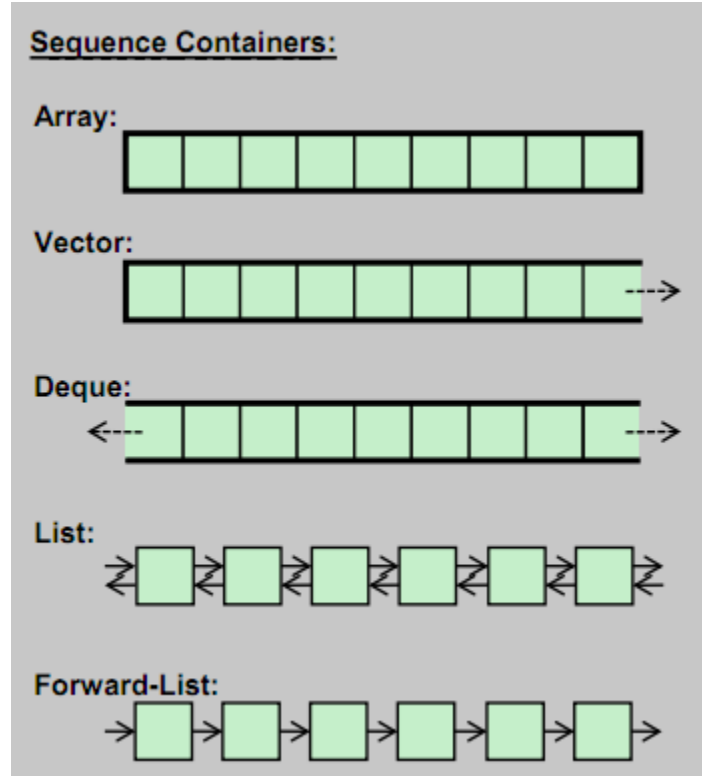 Sequence Containers:
Array:
Vector:
Deque:
List:
Forward-List: